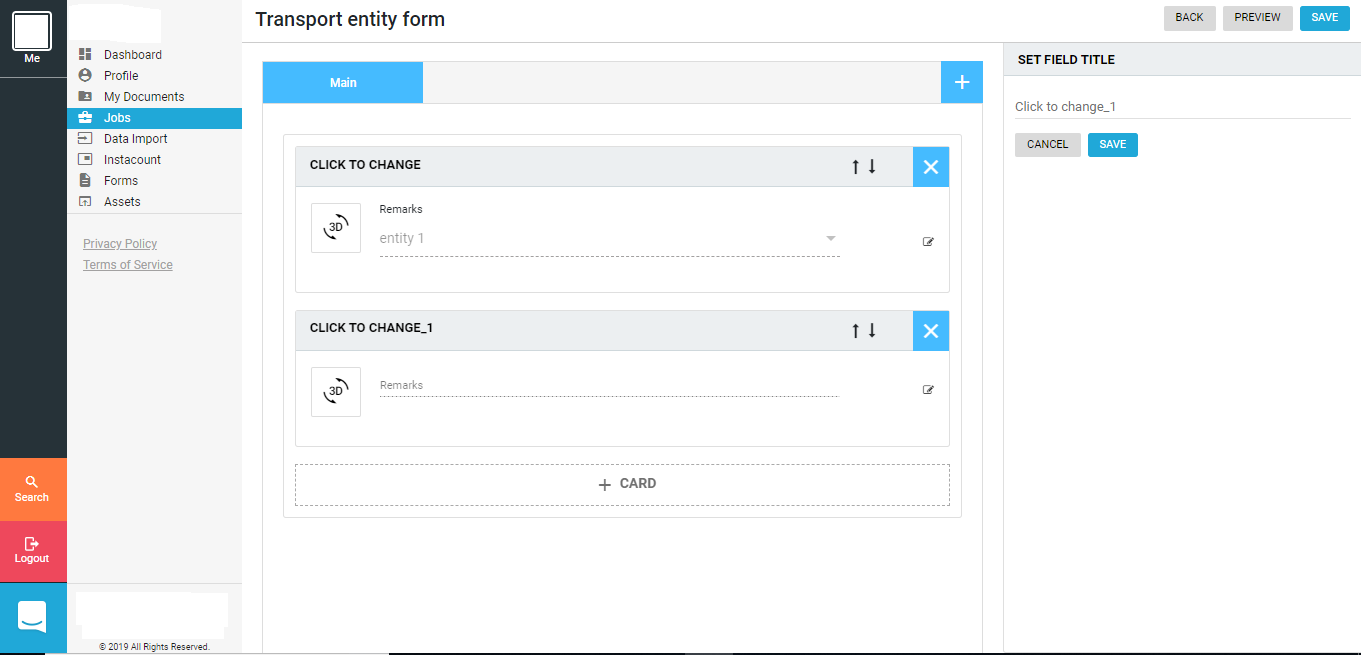 Me
Search
Logout
Dashboard
Profile
My Documents
Jobs
Data Import
Instacount
Forms
Assets
Privacy Policy
Terms of Service
© 2019 All Rights Reserved.
Transport entity form
BACK
PREVIEW
SAVE
Main
CLICK TO CHANGE
3D
Remarks
entity 1
CLICK TO CHANGE_1
3D
Remarks
CARD
SET FIELD TITLE
Click to change_1
CANCEL
SAVE